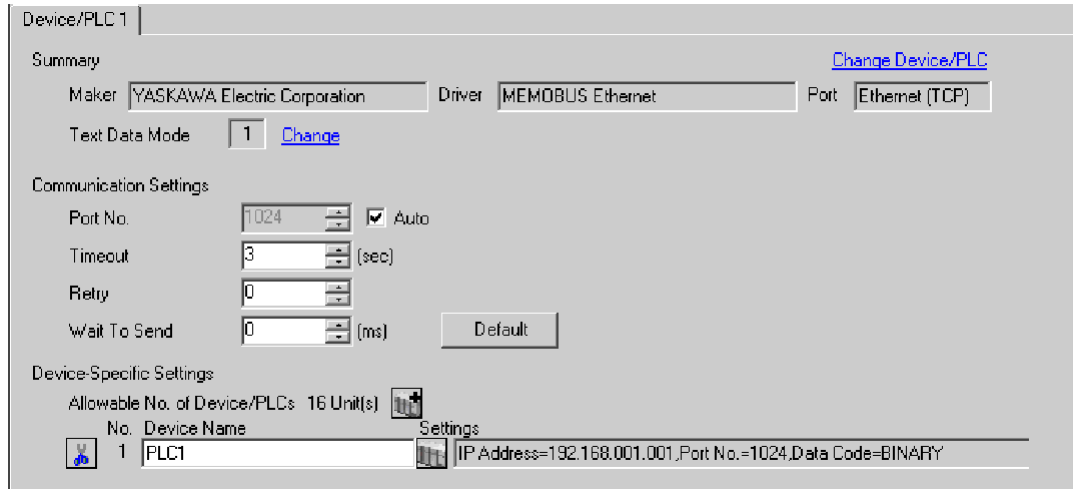 Device/PLC 1
Summary Change Device/PLC
Maker YASKAWA Electric Corporation Driver MEMOBUS Ethernet Port Ethernet (TCP)
Text Data Mode 1 Change
Communication Settings
Port No. 1024 Auto
Timeout 3 (sec)
Retry 0
Wait To Send 0 (ms) Default
Device-Specific Settings
Allowable No. of Device/PLCs 16 Unit(s)
No. Device Name Settings
1 PLC1 IP Address=192.168.001.001,Port No.=1024,Data Code=BINARY